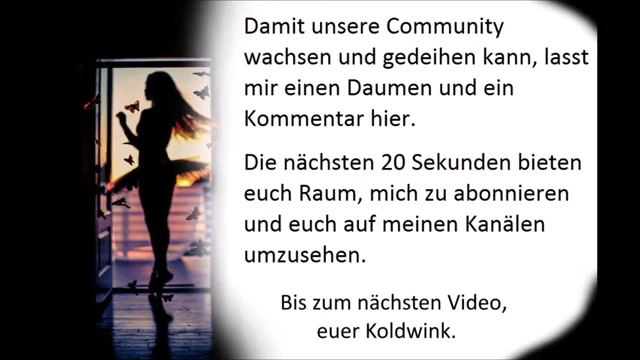 Damit unsere Community
wachsen und gedeihen kann, lasst
mir einen Daumen und ein
Kommentar hier.
Die nächsten 20 Sekunden bieten
euch Raum, mich zu abonnieren
und euch auf meinen Kanälen
umzusehen.
Bis zum nächsten Video,
euer Koldwink.